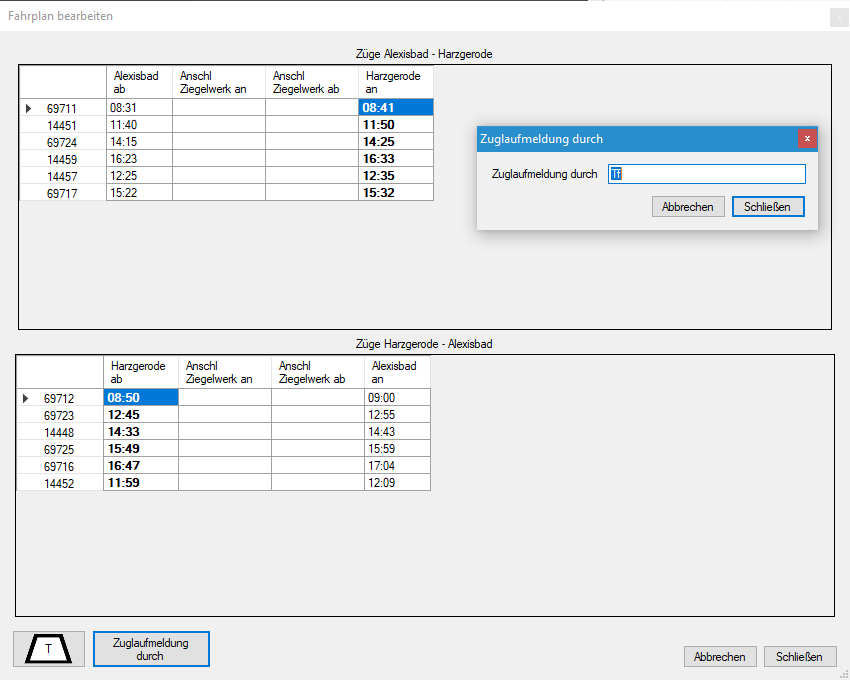 Fahrplan bearbeiten
Züge Alexisbad - Harzgerode
Alexisbad ab Anschl Ziegelwerk an Anschl Ziegelwerk ab Harzgerode an
69711 08:31 08:41
14451 11:40 11:50
69724 14:15 14:25
14459 16:23 16:33
14457 12:25 12:35
69717 15:22 15:32
Zuglaufmeldung durch x
Zuglaufmeldung durch Tf
Abbrechen Schließen
Züge Harzgerode - Alexisbad
Harzgerode ab Anschl Ziegelwerk an Anschl Ziegelwerk ab Alexisbad an
69712 08:50 09:00
69723 12:45 12:55
14448 14:33 14:43
69725 15:49 15:59
69716 16:47 17:04
14452 11:59 12:09
T
Zuglaufmeldung
durch
Abbrechen Schließen